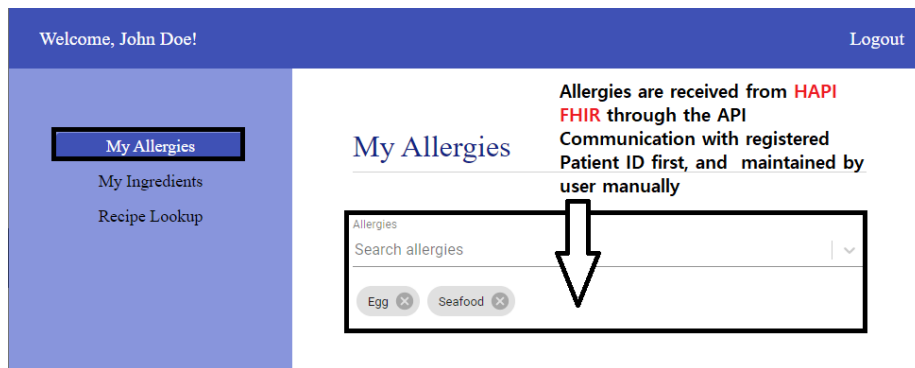 Welcome, John Doe!
Logout
My Allergies
My Ingredients
Recipe Lookup
My Allergies
Allergies are received from HAPI
FHIR through the API
Communication with registered
Patient ID first, and maintained by
user manually
Allergies
Search allergies
Egg
Seafood